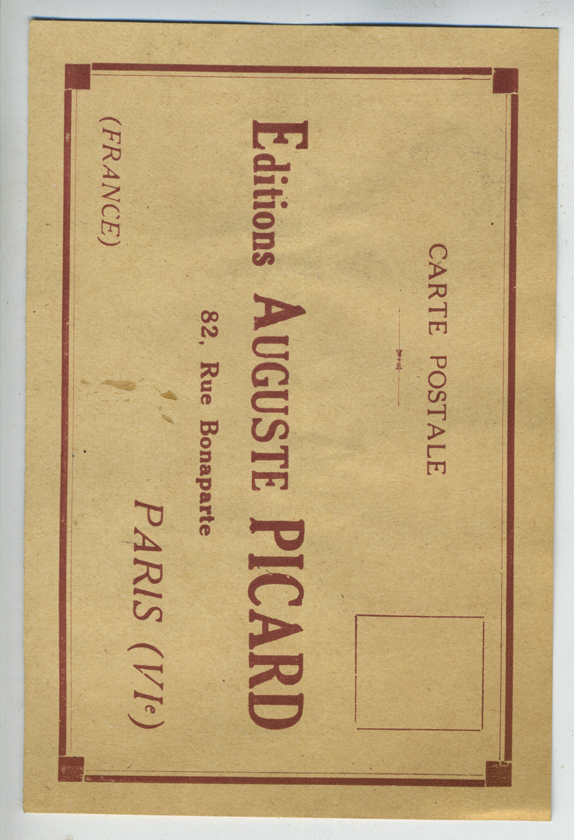 CARTE POSTALE
Editions AUGUSTE PICARD
82, Rue Bonaparte
PARIS (VIe)
(FRANCE)